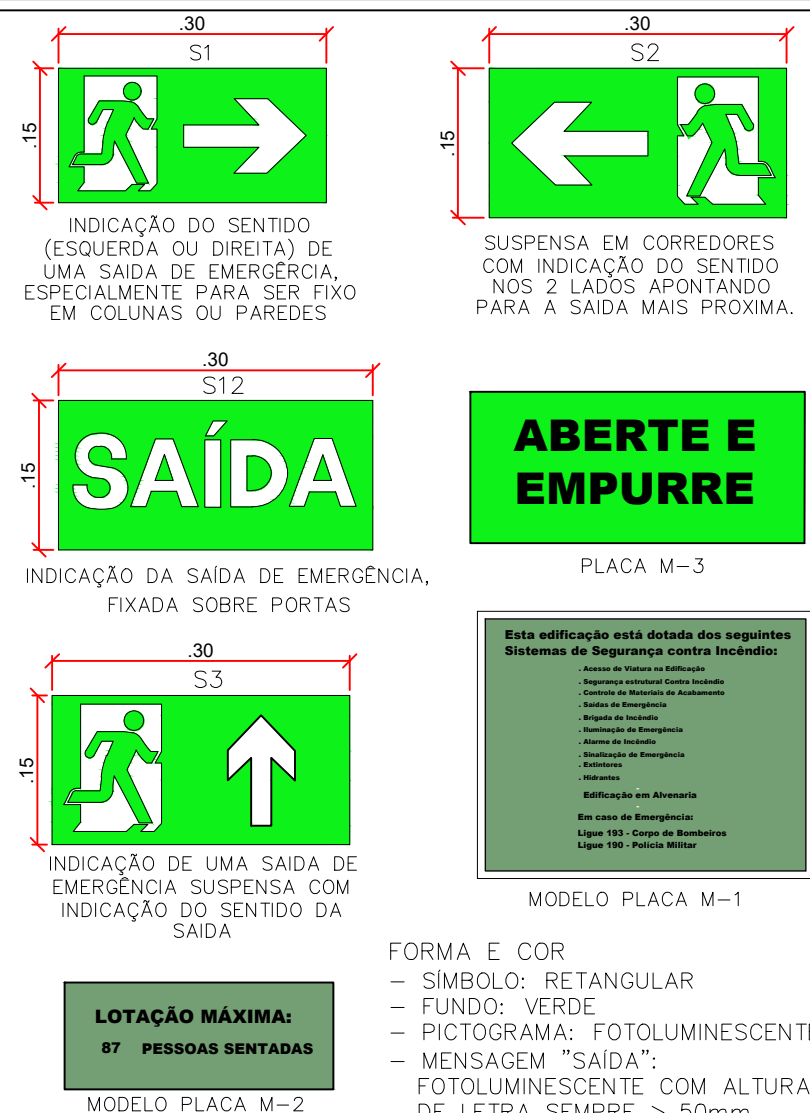 .30
S1
.15
INDICAÇÃO DO SENTIDO
(ESQUERDA OU DIREITA) DE
UMA SAIDA DE EMERGÊRCIA,
ESPECIALMENTE PARA SER FIXO
EM COLUNAS OU PAREDES
.30
S2
.15
SUSPENSA EM CORREDORES
COM INDICAÇÃO DO SENTIDO
NOS 2 LADOS APONTANDO
PARA A SAIDA MAIS PROXIMA.
.30
S12
.15
SAÍDA
INDICAÇÃO DA SAÍDA DE EMERGÊNCIA,
FIXADA SOBRE PORTAS
ABERTE E
EMPURRE
PLACA M-3
.30
S3
.15
INDICAÇÃO DE UMA SAIDA DE
EMERGÊNCIA SUSPENSA COM
INDICAÇÃO DO SENTIDO DA
SAIDA
Esta edificação está dotada dos seguintes
Sistemas de Segurança contra Incêndio:
. Acesso de Viatura na Edificação
. Segurança estrutural Contra Incêndio
. Controle de Materiais de Acabamento
. Saídas de Emergência
. Brigada de Incêndio
. Iluminação de Emergência
. Alarme de Incêndio
. Sinalização de Emergência
. Extintores
. Hidrantes
Edificação em Alvenaria
Em caso de Emergência:
Ligue 193 - Corpo de Bombeiros
Ligue 190 - Polícia Militar
MODELO PLACA M-1
LOTAÇÃO MÁXIMA:
87 PESSOAS SENTADAS
MODELO PLACA M-2
FORMA E COR
- SÍMBOLO: RETANGULAR
- FUNDO: VERDE
- PICTOGRAMA: FOTOLUMINESCENTE
- MENSAGEM "SAÍDA":
FOTOLUMINESCENTE COM ALTURA
DE LETRA SEMPRE > 50mm